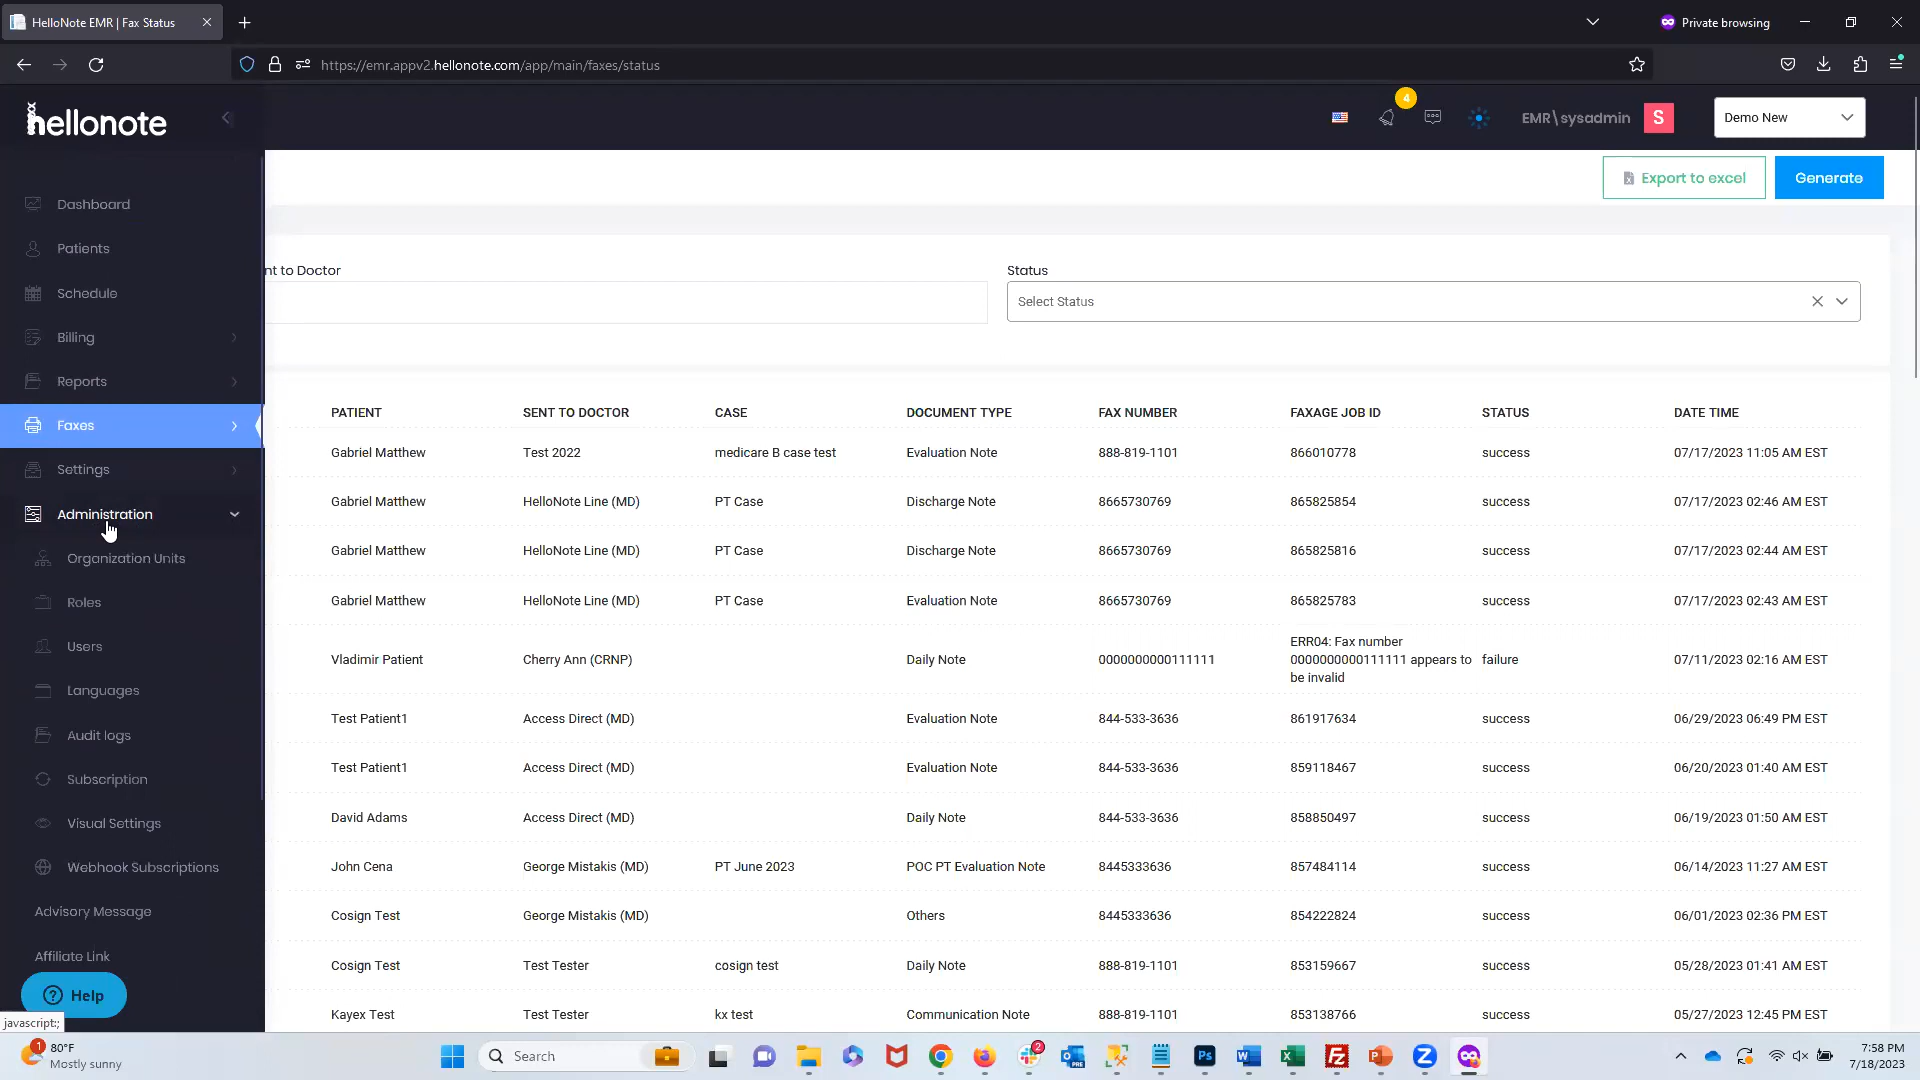 HelloNote EMR | Fax Status
Private browsing
https://emr.appv2.hellonote.com/app/main/faxes/status
hellonote
4
EMR\sysadmin
S
Demo New
Export to excel
Generate
Dashboard
Patients
Schedule
Billing
Reports
Faxes
Settings
Administration
Organization Units
Roles
Users
Languages
Audit logs
Subscription
Visual Settings
Webhook Subscriptions
Advisory Message
Affiliate Link
Help
javascript:;
nt to Doctor
Status
Select Status
PATIENT SENT TO DOCTOR CASE DOCUMENT TYPE FAX NUMBER FAXAGE JOB ID STATUS DATE TIME
Gabriel Matthew Test 2022 medicare B case test Evaluation Note 888-819-1101 866010778 success 07/17/2023 11:05 AM EST
Gabriel Matthew HelloNote Line (MD) PT Case Discharge Note 8665730769 865825854 success 07/17/2023 02:46 AM EST
Gabriel Matthew HelloNote Line (MD) PT Case Discharge Note 8665730769 865825816 success 07/17/2023 02:44 AM EST
Gabriel Matthew HelloNote Line (MD) PT Case Evaluation Note 8665730769 865825783 success 07/17/2023 02:43 AM EST
ERR04: Fax number
Vladimir Patient Cherry Ann (CRNP) Daily Note 0000000000111111 0000000000111111 appears to failure 07/11/2023 02:16 AM EST
be invalid
Test Patient1 Access Direct (MD) Evaluation Note 844-533-3636 861917634 success 06/29/2023 06:49 PM EST
Test Patient1 Access Direct (MD) Evaluation Note 844-533-3636 859118467 success 06/20/2023 01:40 AM EST
David Adams Access Direct (MD) Daily Note 844-533-3636 858850497 success 06/19/2023 01:50 AM EST
John Cena George Mistakis (MD) PT June 2023 POC PT Evaluation Note 8445333636 857484114 success 06/14/2023 11:27 AM EST
Cosign Test George Mistakis (MD) Others 8445333636 854222824 success 06/01/2023 02:36 PM EST
Cosign Test Test Tester cosign test Daily Note 888-819-1101 853159667 success 05/28/2023 01:41 AM EST
Kayex Test Test Tester kx test Communication Note 888-819-1101 853138766 success 05/27/2023 12:45 PM EST
1
80°F
Mostly sunny
Search
2
PRE
Ps
W
X
Fz
P
Z
7:58 PM
7/18/2023